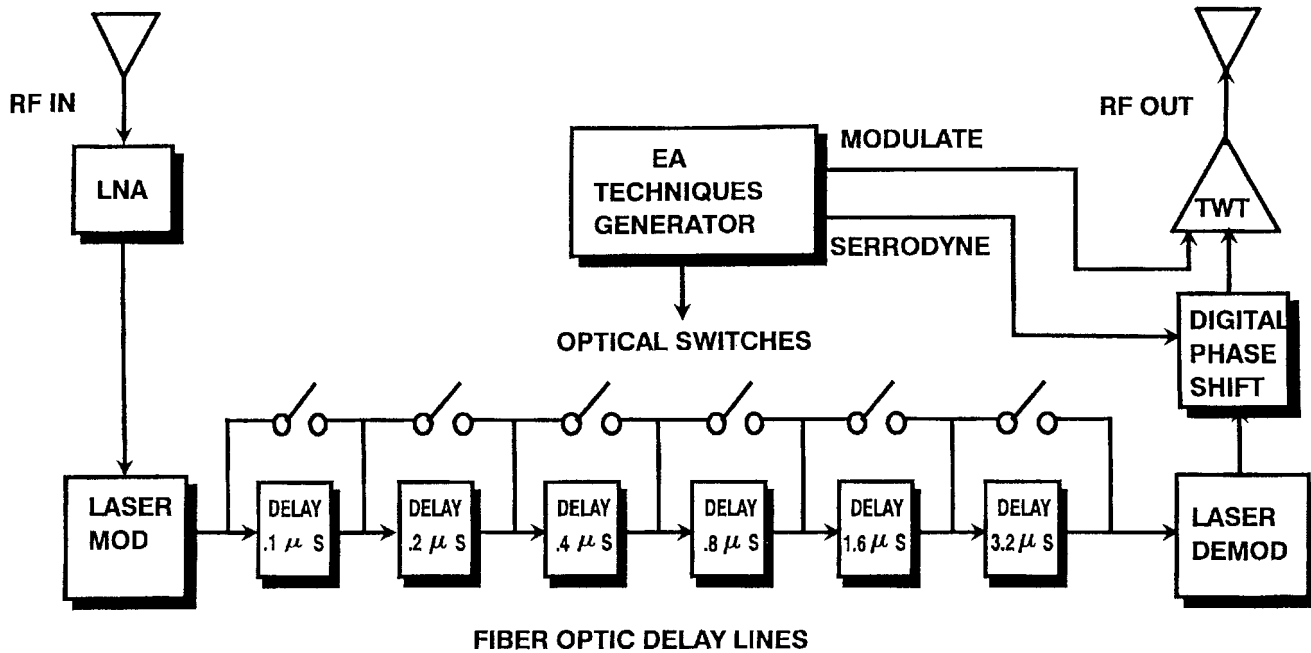 RF IN
LNA
LASER
MOD
EA
TECHNIQUES
GENERATOR
MODULATE
SERRODYNE
OPTICAL SWITCHES
RF OUT
TWT
DIGITAL
PHASE
SHIFT
DELAY
.1 μ S
DELAY
.2 μ S
DELAY
.4 μ S
DELAY
.8 μ S
DELAY
1.6 μ S
DELAY
3.2 μ S
LASER
DEMOD
FIBER OPTIC DELAY LINES